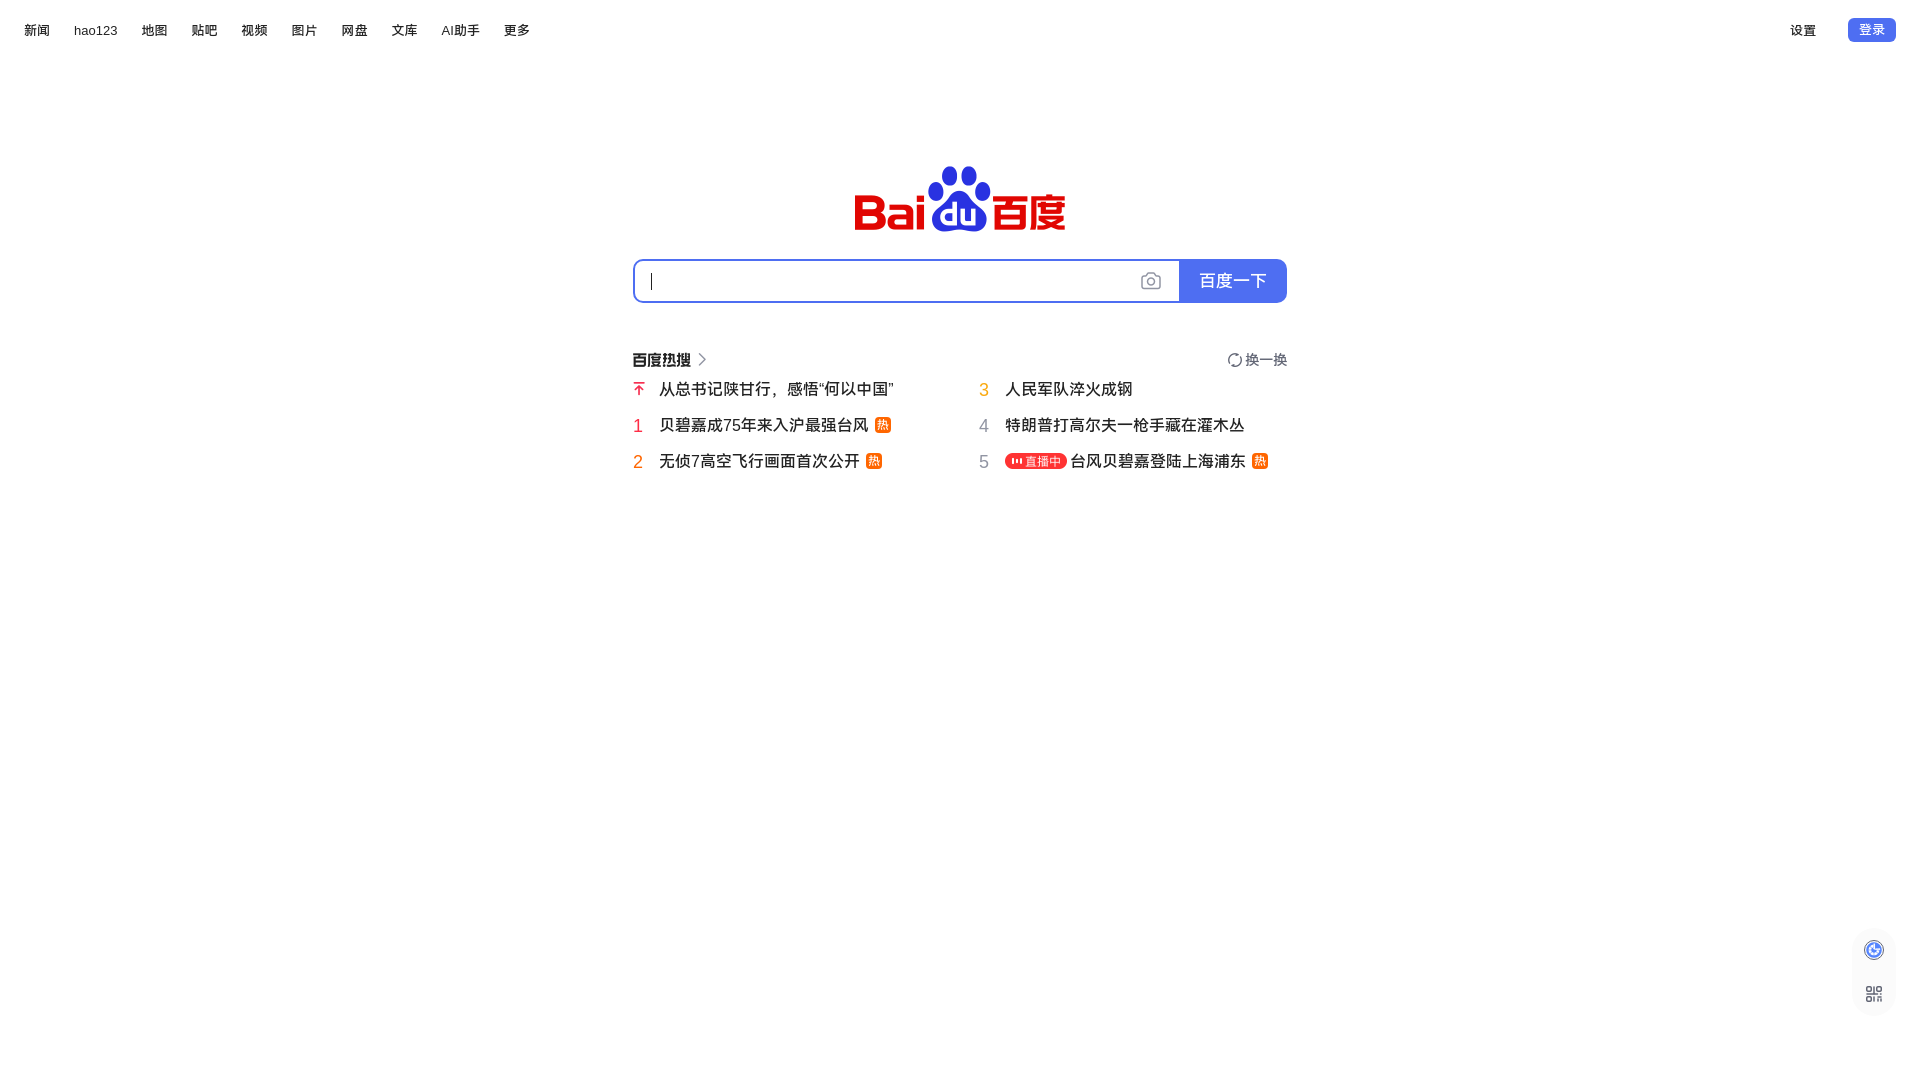 新闻 hao123 地图 贴吧 视频 图片 网盘 文库 AI助手 更多 设置 登录
Bai du 百度
百度一下
百度热搜 换一换
从总书记陕甘行，感悟“何以中国” 3 人民军队淬火成钢
1 贝碧嘉成75年来入沪最强台风 热 4 特朗普打高尔夫一枪手藏在灌木丛
2 无侦7高空飞行画面首次公开 热 5 直播中 台风贝碧嘉登陆上海浦东 热